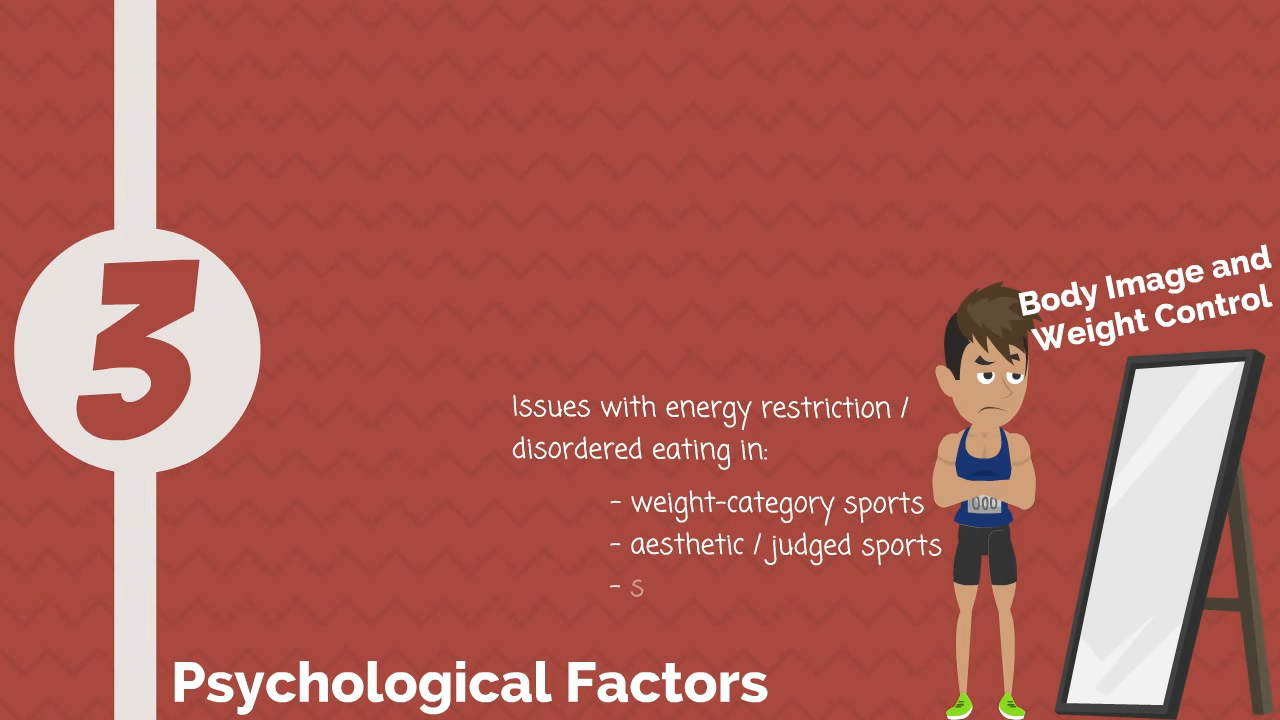 3
Body Image and
Weight Control
Issues with energy restriction /
disordered eating in:
- weight-category sports
- aesthetic / judged sports
- s
000
Psychological Factors